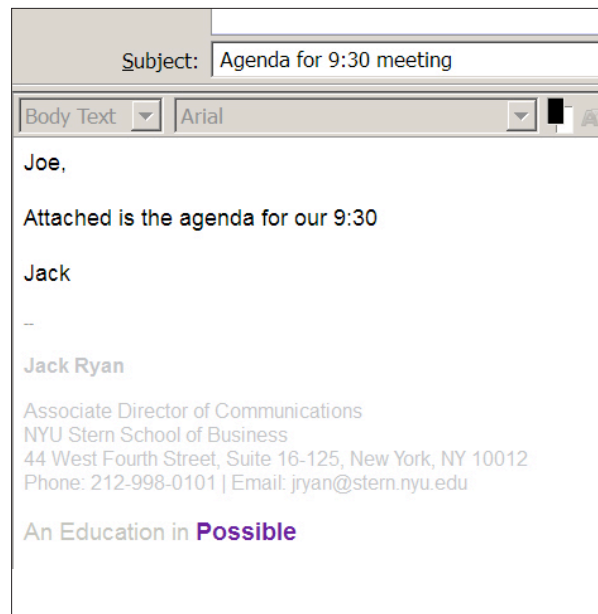 Subject: Agenda for 9:30 meeting
Body Text Arial
Joe,
Attached is the agenda for our 9:30
Jack
--
Jack Ryan
Associate Director of Communications
NYU Stern School of Business
44 West Fourth Street, Suite 16-125, New York, NY 10012
Phone: 212-998-0101 | Email: jryan@stern.nyu.edu
An Education in Possible